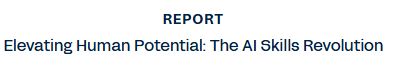 REPORT
Elevating Human Potential: The AI Skills Revolution